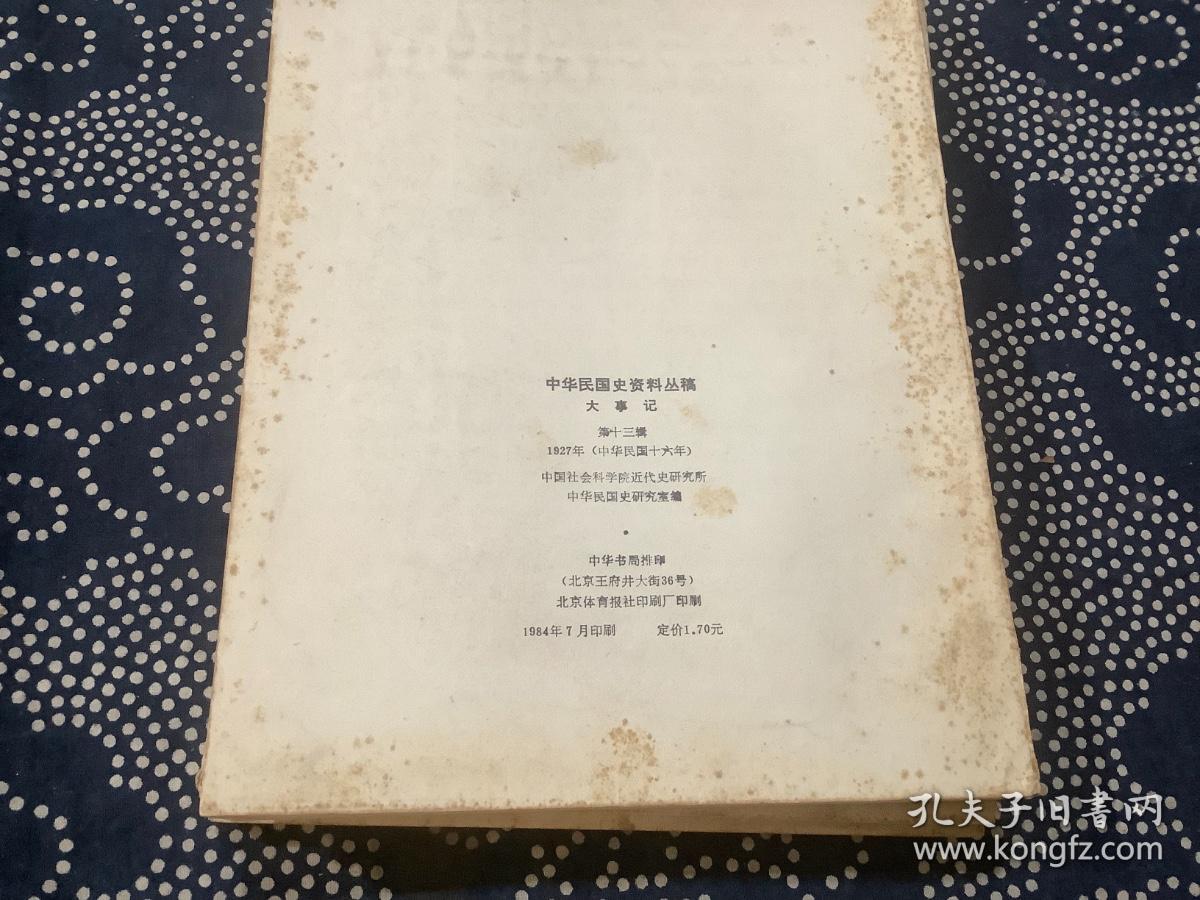 中华民国史资料丛稿
大事记
第十三辑
1927年（中华民国十六年）
中国社会科学院近代史研究所
中华民国史研究室编
•
中华书局排印
（北京王府井大街36号）
北京体育报社印刷厂印刷
1984年7月印刷 定价1.70元
孔夫子旧書网
www.kongfz.com